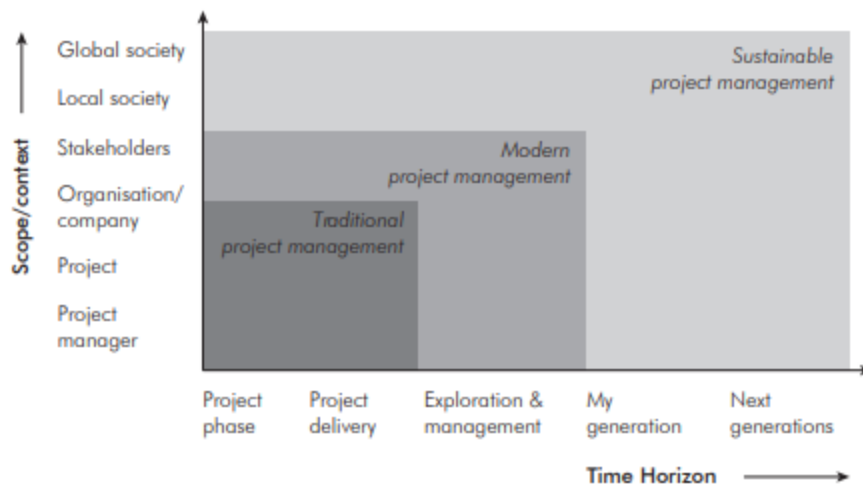 Global society
Local society
Stakeholders
Organisation/
company
Project
Project
manager
Scope/context
Sustainable
project management
Modern
project management
Traditional
project management
Project
phase
Project
delivery
Exploration &
management
My
generation
Next
generations
Time Horizon